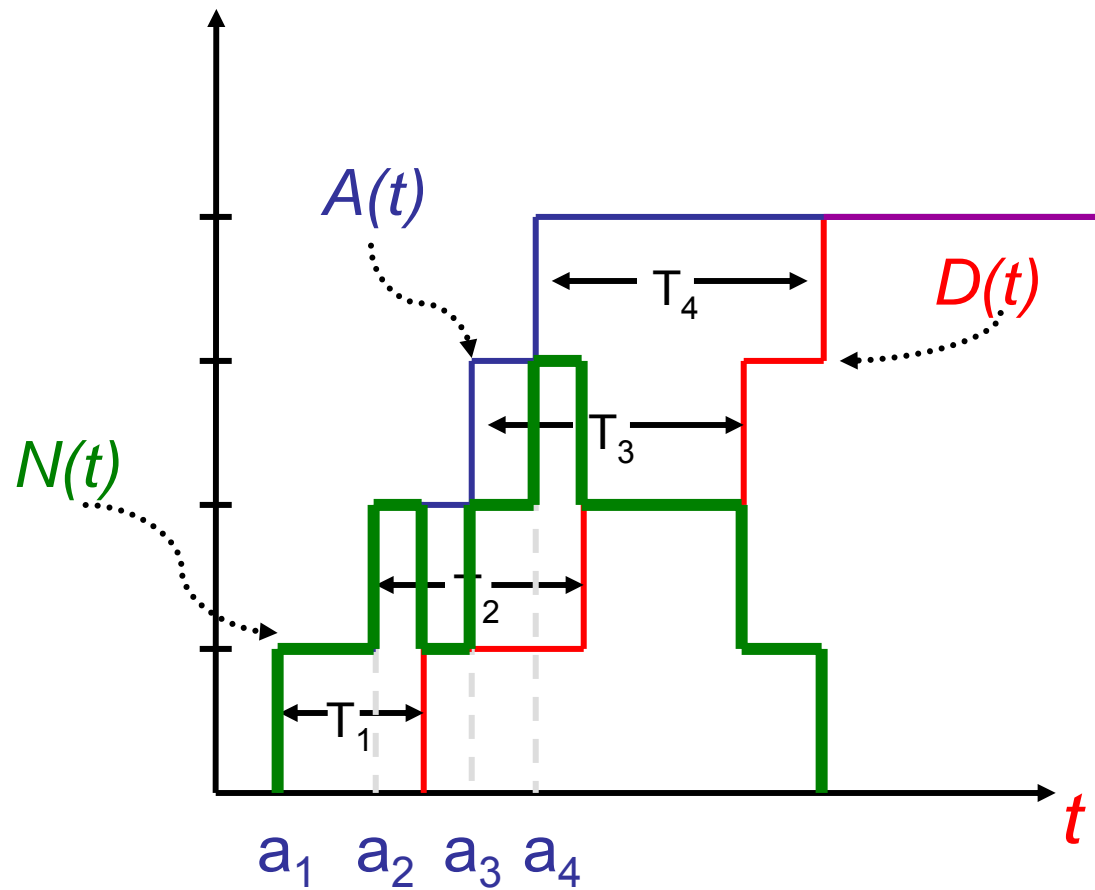 A(t)
D(t)
T₄
T₃
N(t)
T₂
T₁
t
a₁ a₂ a₃ a₄